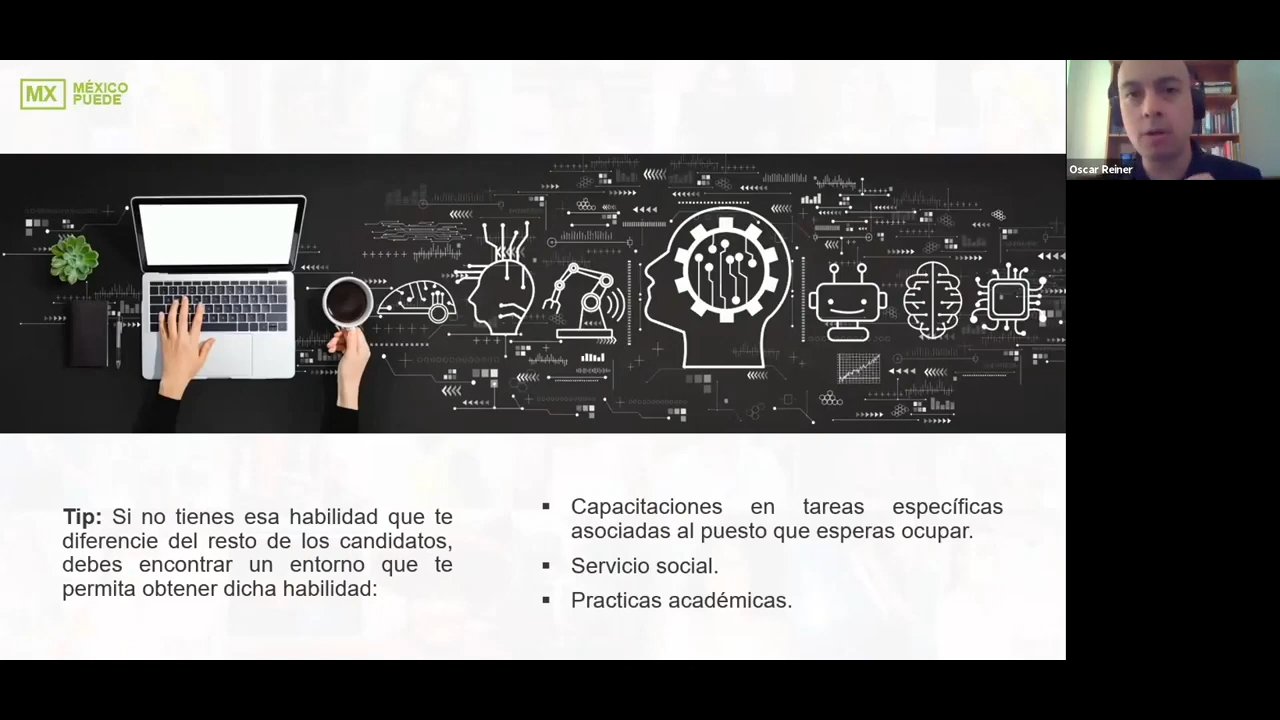 MX MÉXICO
PUEDE
Oscar Reiner
Tip: Si no tienes esa habilidad que te
diferencie del resto de los candidatos,
debes encontrar un entorno que te
permita obtener dicha habilidad:
▪ Capacitaciones en tareas específicas
asociadas al puesto que esperas ocupar.
▪ Servicio social.
▪ Practicas académicas.